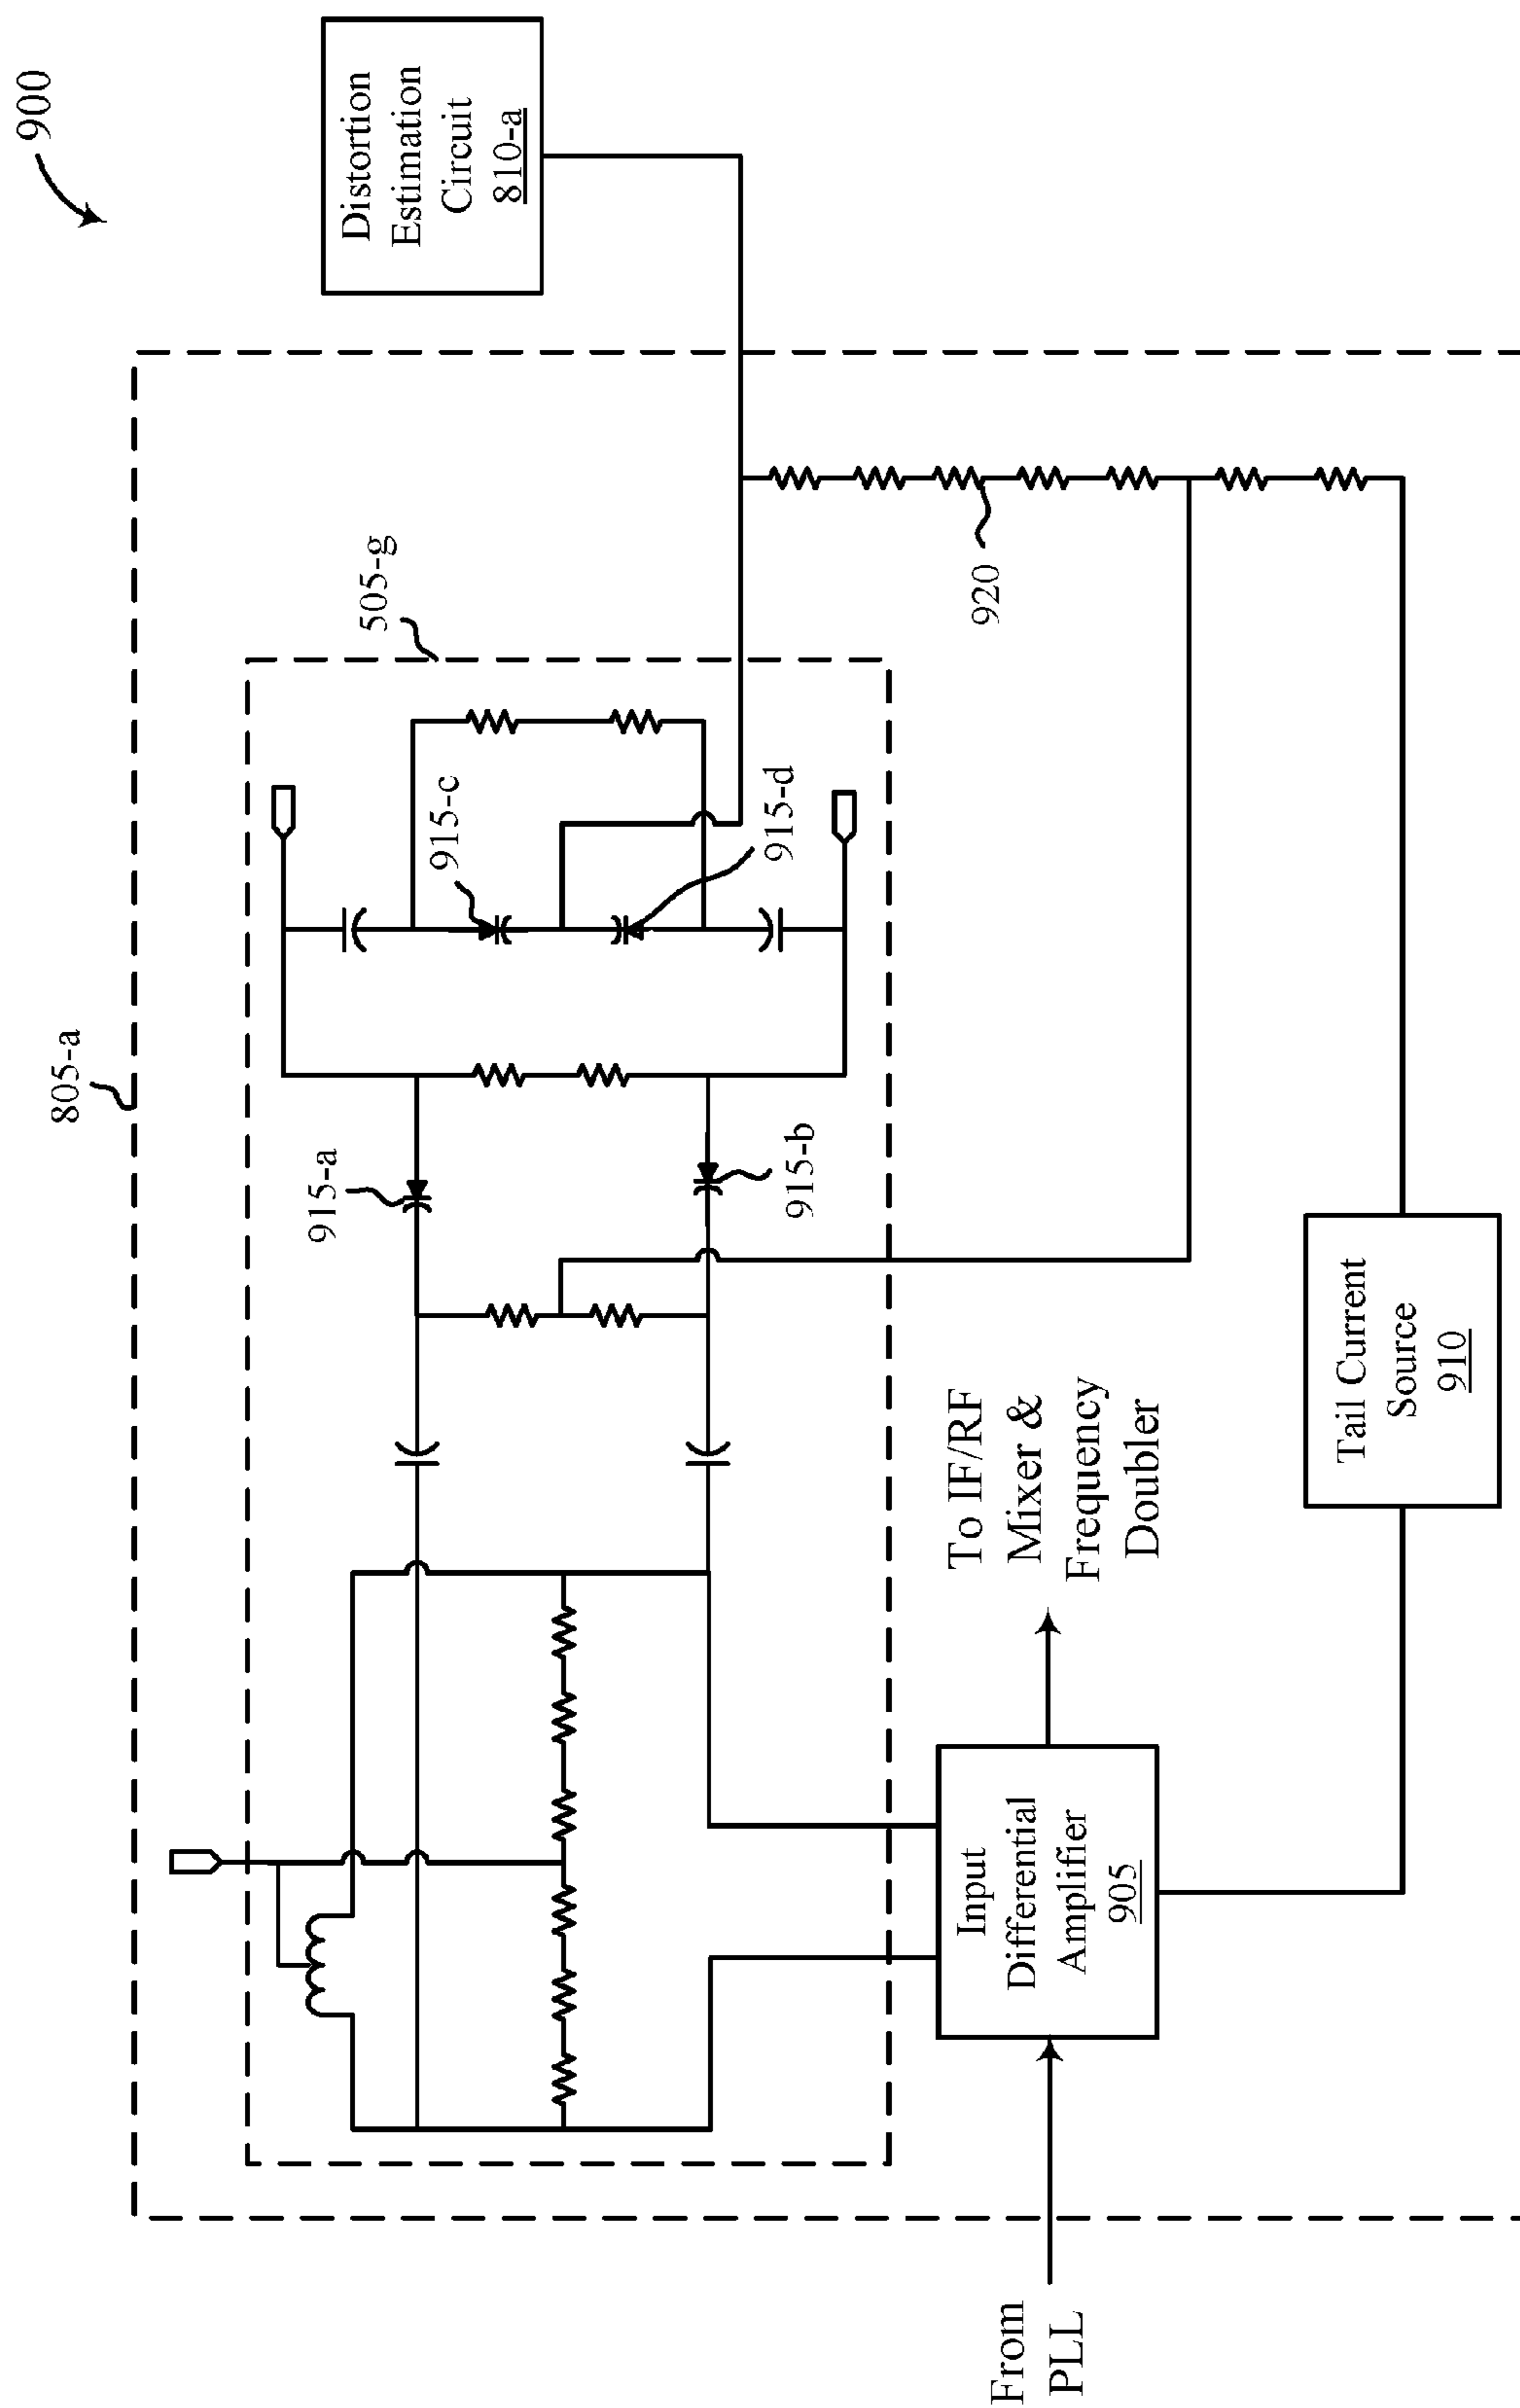 900
805-a
505-g
Distortion
Estimation
Circuit
810-a
915-a
915-c
915-b
915-d
920
From
PLL
Input
Differential
Amplifier
905
To IF/RF
Mixer &
Frequency
Doubler
Tail Current
Source
910